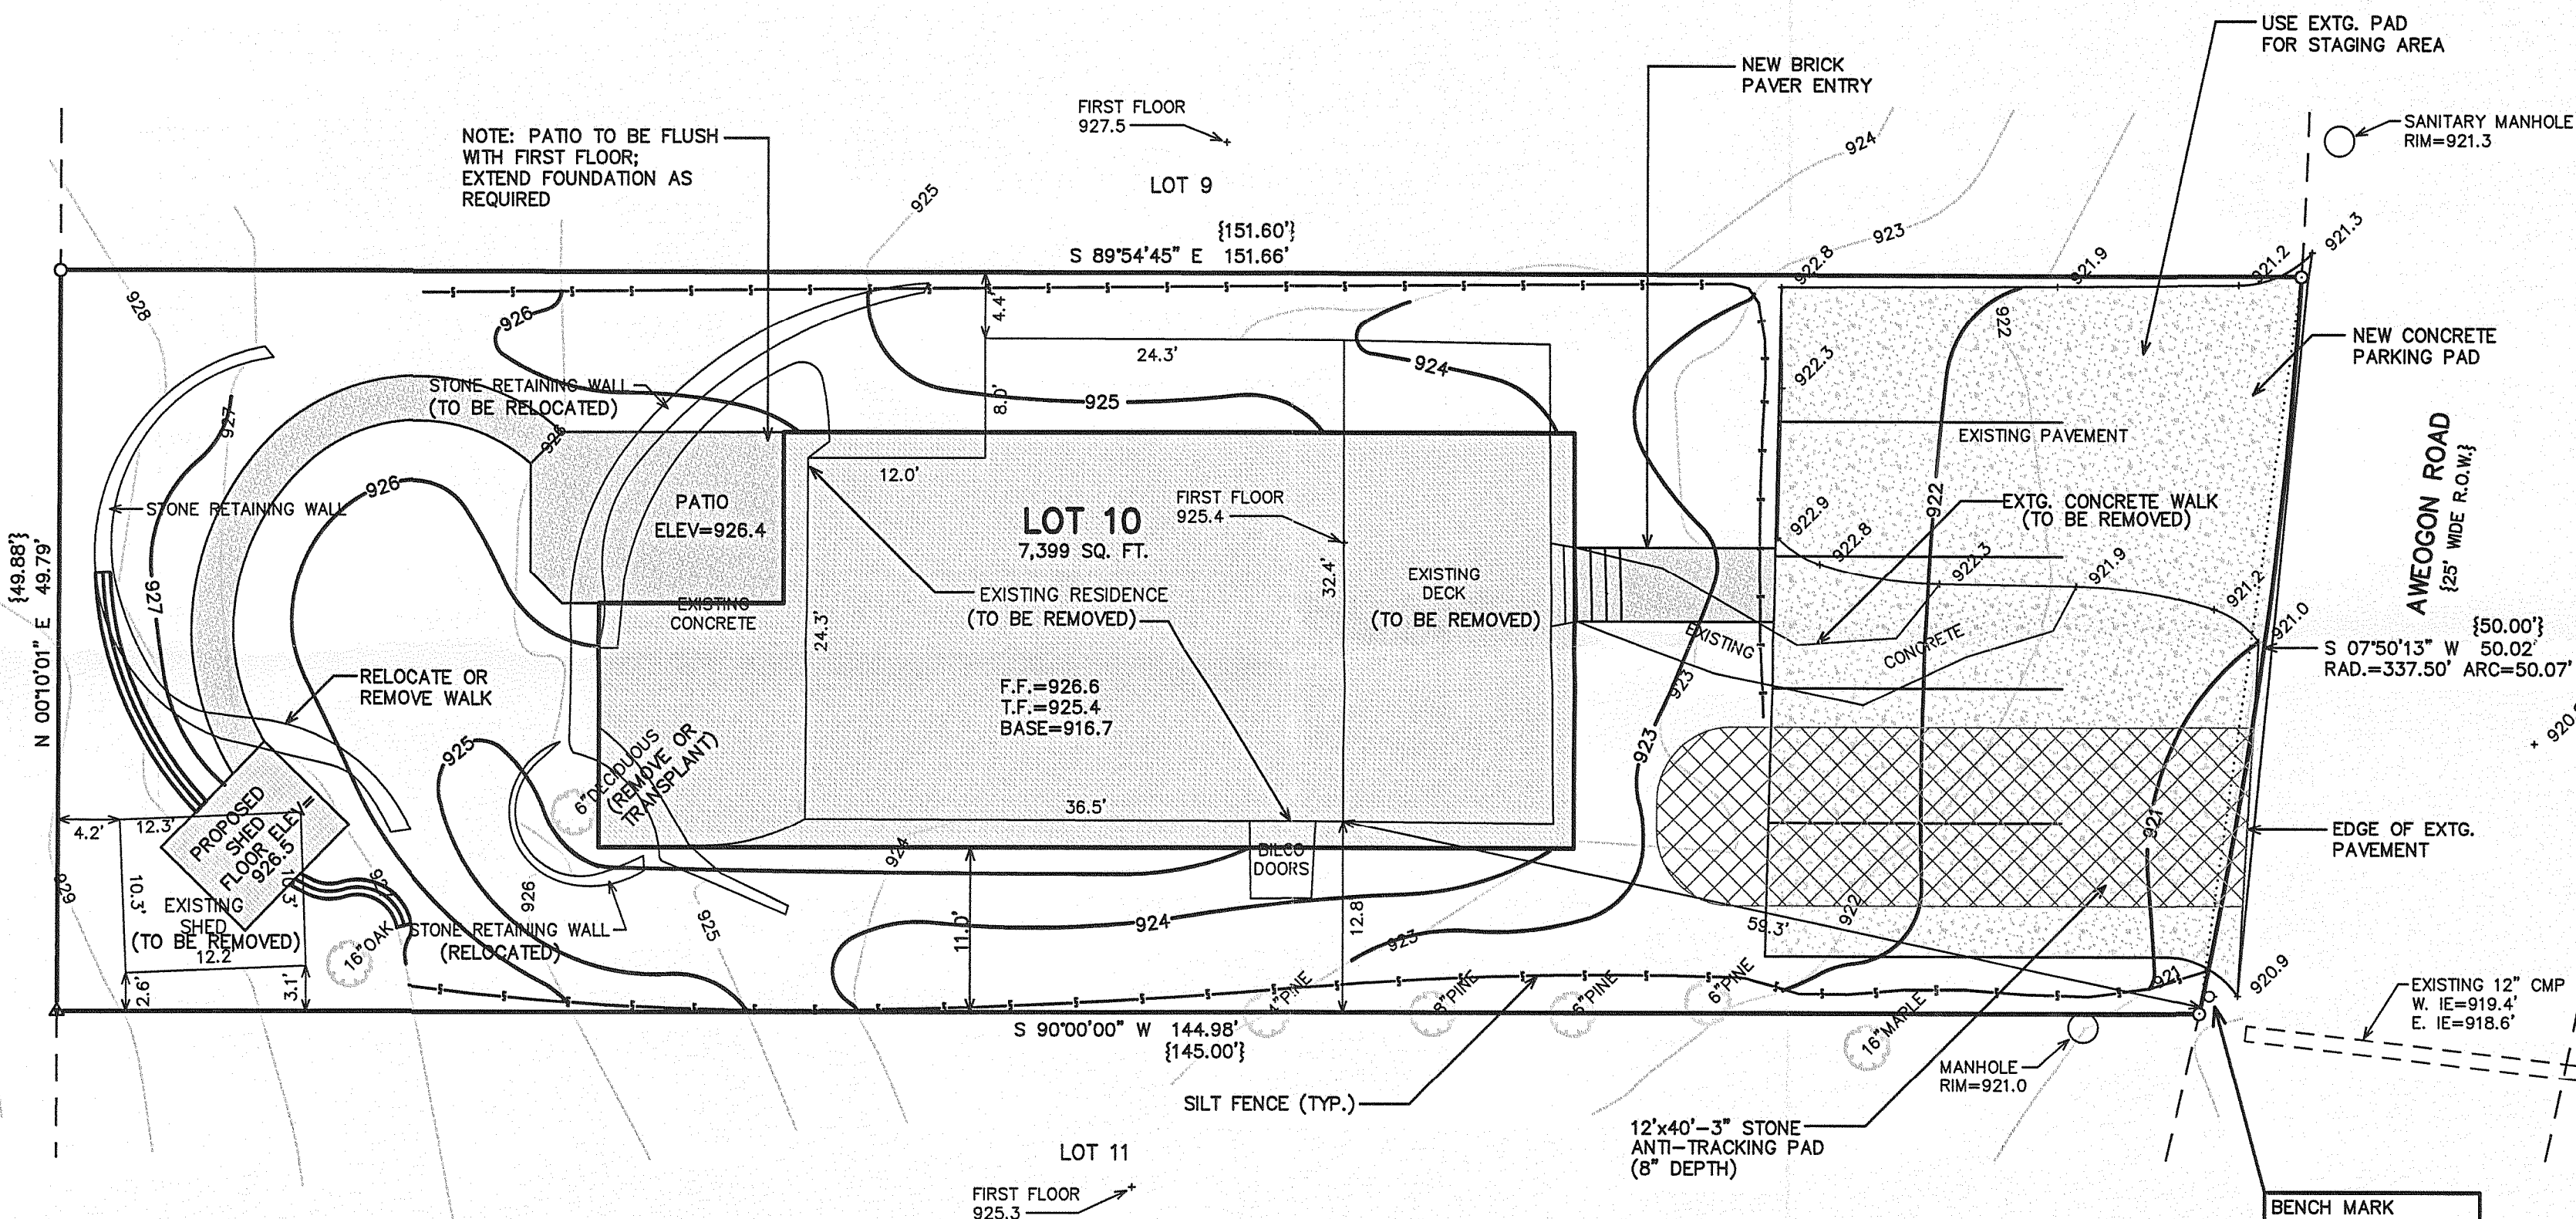 USE EXTG. PAD
FOR STAGING AREA
NEW BRICK
PAVER ENTRY
FIRST FLOOR
927.5
SANITARY MANHOLE
RIM=921.3
NOTE: PATIO TO BE FLUSH
WITH FIRST FLOOR;
EXTEND FOUNDATION AS
REQUIRED
924
LOT 9
925
923
{151.60'}
S 89°54'45" E 151.66'
921.3
922.8
921.9
921.2
928
926
4.4'
922
NEW CONCRETE
PARKING PAD
24.3'
924
922.3
STONE RETAINING WALL
(TO BE RELOCATED)
8.0'
925
927
926
EXISTING PAVEMENT
AWEOGON ROAD
{25' WIDE R.O.W.}
12.0'
926
PATIO
ELEV=926.4
LOT 10
7,399 SQ. FT.
FIRST FLOOR
925.4
922
EXTG. CONCRETE WALK
(TO BE REMOVED)
STONE RETAINING WALL
922.9
922.8
922.3
921.9
921.2
921.0
{49.88'}
N 00°10'01" E 49.79'
927
EXISTING
CONCRETE
24.3'
EXISTING RESIDENCE
(TO BE REMOVED)
32.4'
EXISTING
DECK
(TO BE REMOVED)
EXISTING
CONCRETE
{50.00'}
S 07°50'13" W 50.02'
RAD.=337.50' ARC=50.07'
RELOCATE OR
REMOVE WALK
F.F.=926.6
T.F.=925.4
BASE=916.7
923
923
925
6"DECIDUOUS
(REMOVE OR
TRANSPLANT)
36.5'
4.2'
12.3'
PROPOSED
SHED
FLOOR ELEV=
926.5
921
EDGE OF EXTG.
PAVEMENT
BILCO
DOORS
924
929
10.3'
10.3'
926
EXISTING
SHED
(TO BE REMOVED)
12.2'
16"OAK
STONE RETAINING WALL
(RELOCATED)
925
11.0'
924
12.8'
923
59.3'
922
2.6'
3.1'
921
920.9
4"PINE
8"PINE
6"PINE
6"PINE
16"MAPLE
S 90°00'00" W 144.98'
{145.00'}
EXISTING 12" CMP
W. IE=919.4'
E. IE=918.6'
MANHOLE
RIM=921.0
SILT FENCE (TYP.)
12'x40'-3" STONE
ANTI-TRACKING PAD
(8" DEPTH)
LOT 11
FIRST FLOOR
925.3
BENCH MARK